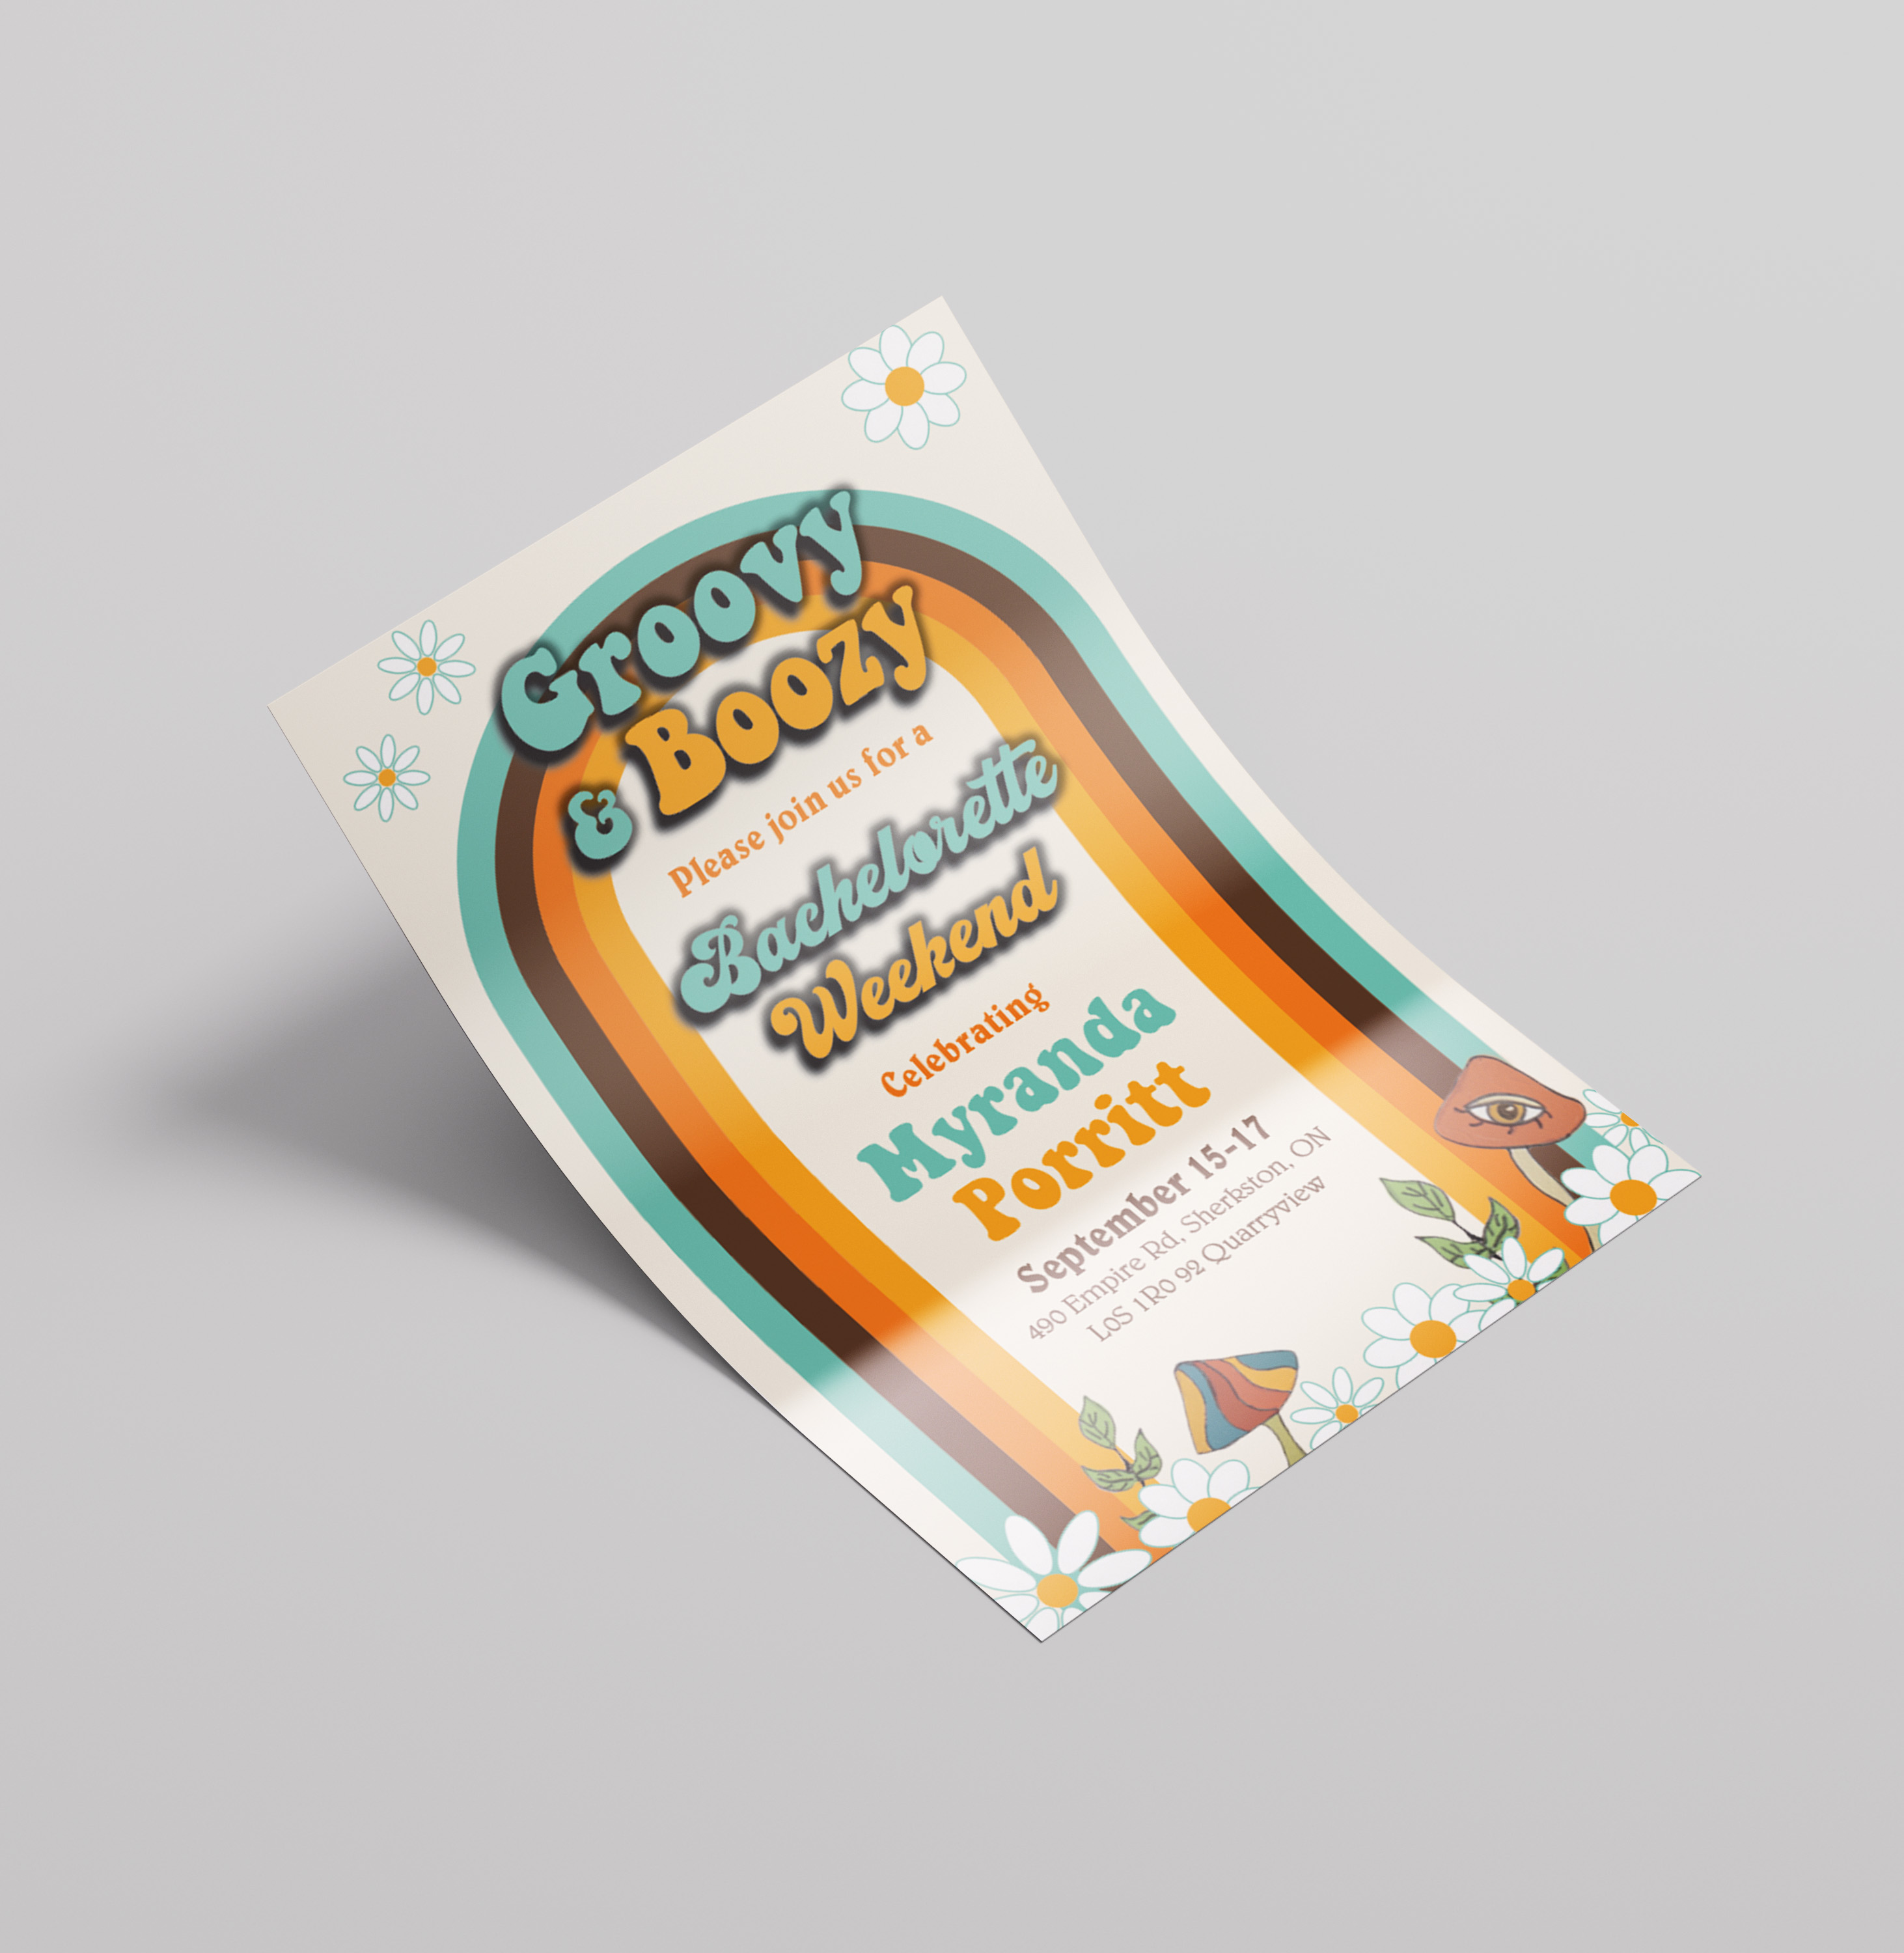 Groovy
& Boozy
Please join us for a
Bachelorette
Weekend
Celebrating
Myranda
Porritt
September 15-17
490 Empire Rd, Sherkston, ON
L0S 1R0 92 Quarryview